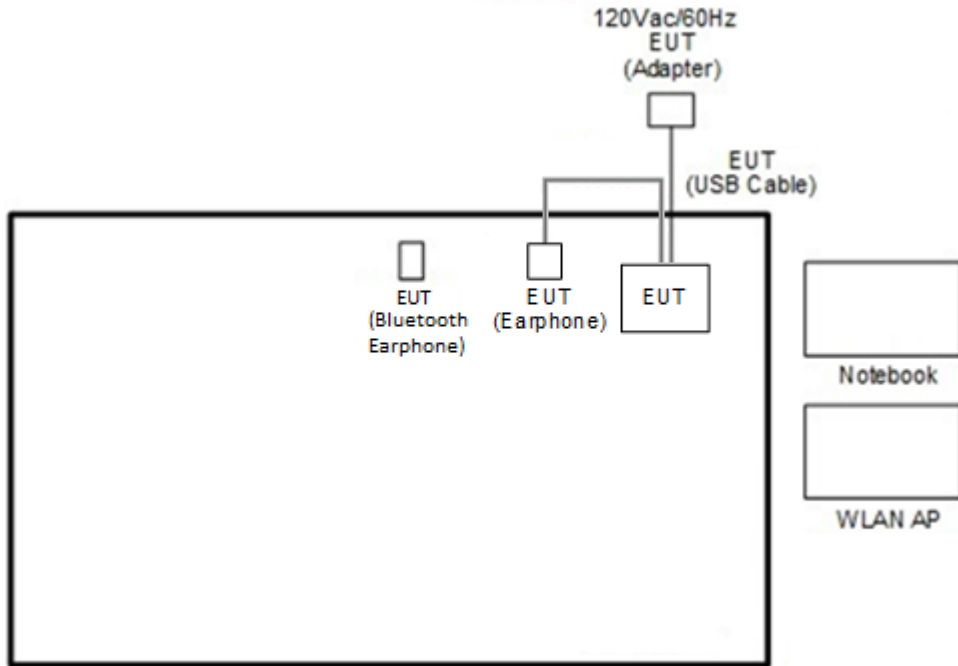 120Vac/60Hz
EUT
(Adapter)
EUT
(USB Cable)
EUT
(Bluetooth
Earphone)
EUT
(Earphone)
EUT
Notebook
WLAN AP